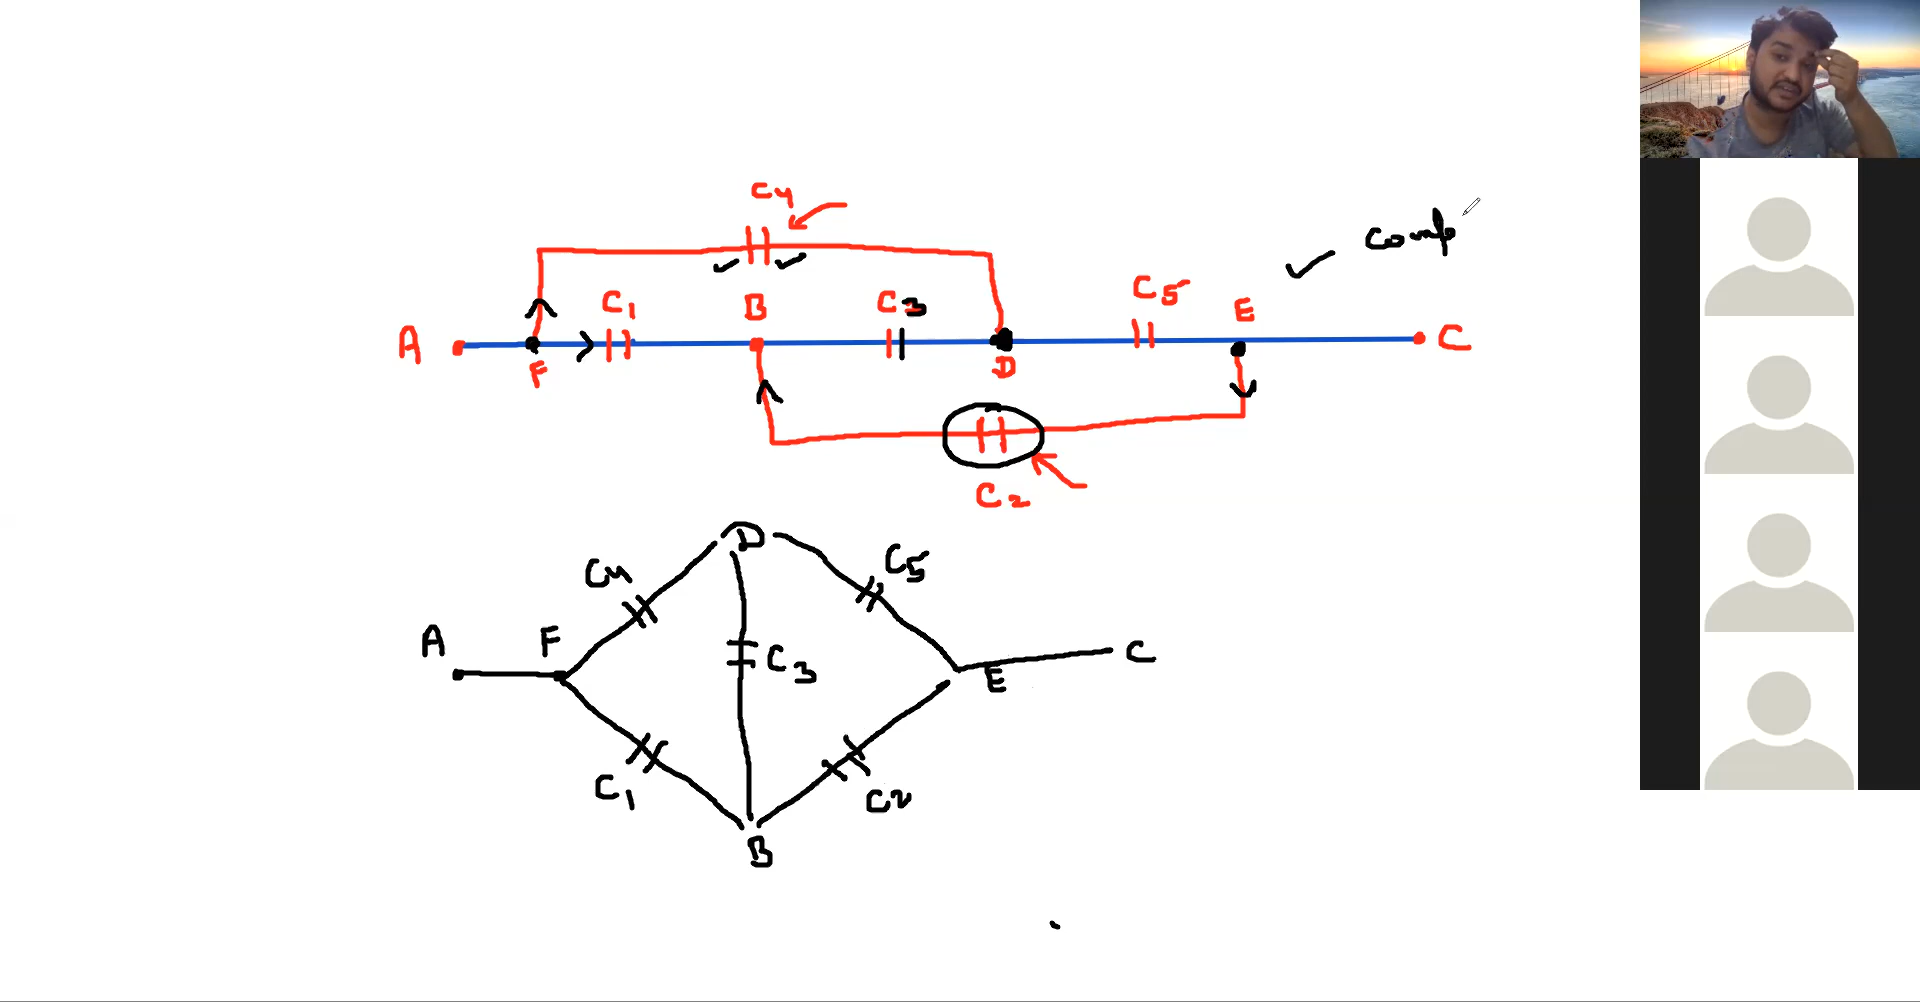 C4
Comp
C1 B C3 C5 E
A C
F D
C2
D
C4 C5
A F C3 E C
C1 C2
B